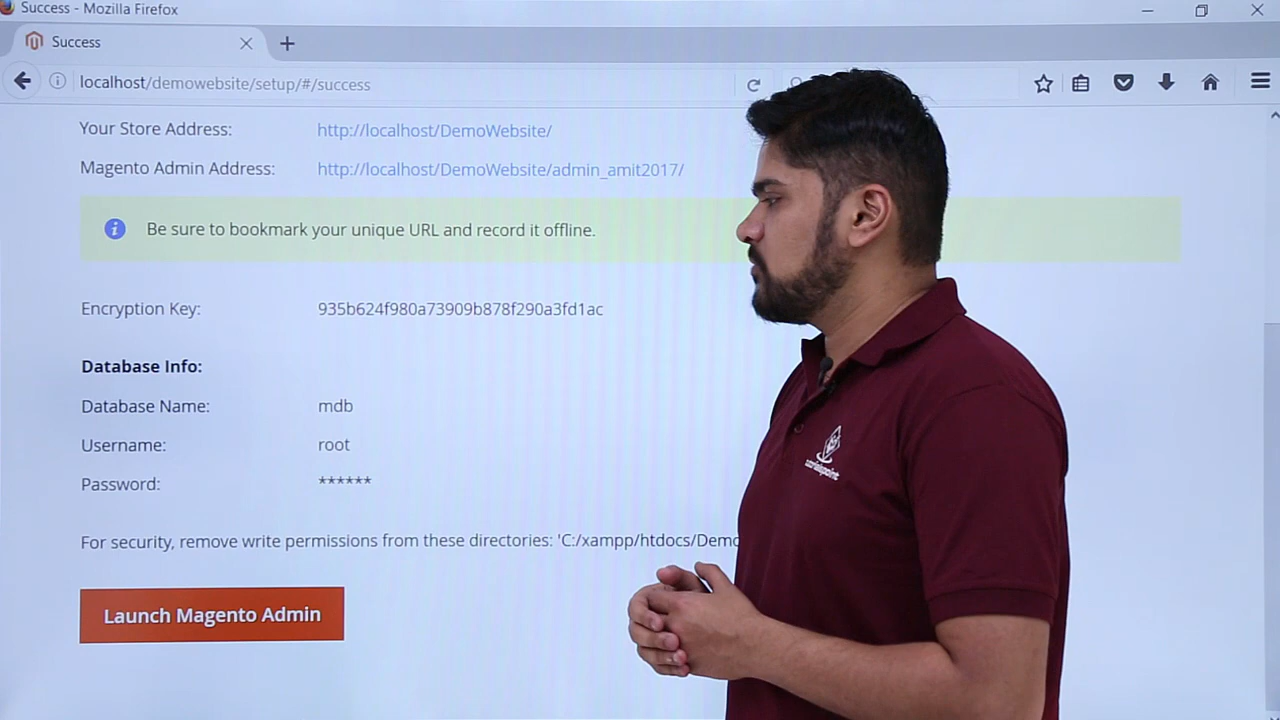 Success - Mozilla Firefox
Success
localhost/demowebsite/setup/#/success
Your Store Address: http://localhost/DemoWebsite/
Magento Admin Address: http://localhost/DemoWebsite/admin_amit2017/
Be sure to bookmark your unique URL and record it offline.
Encryption Key: 935b624f980a73909b878f290a3fd1ac
Database Info:
Database Name: mdb
Username: root
Password: ******
For security, remove write permissions from these directories: 'C:/xampp/htdocs/Demo
Launch Magento Admin
tutorialspoint